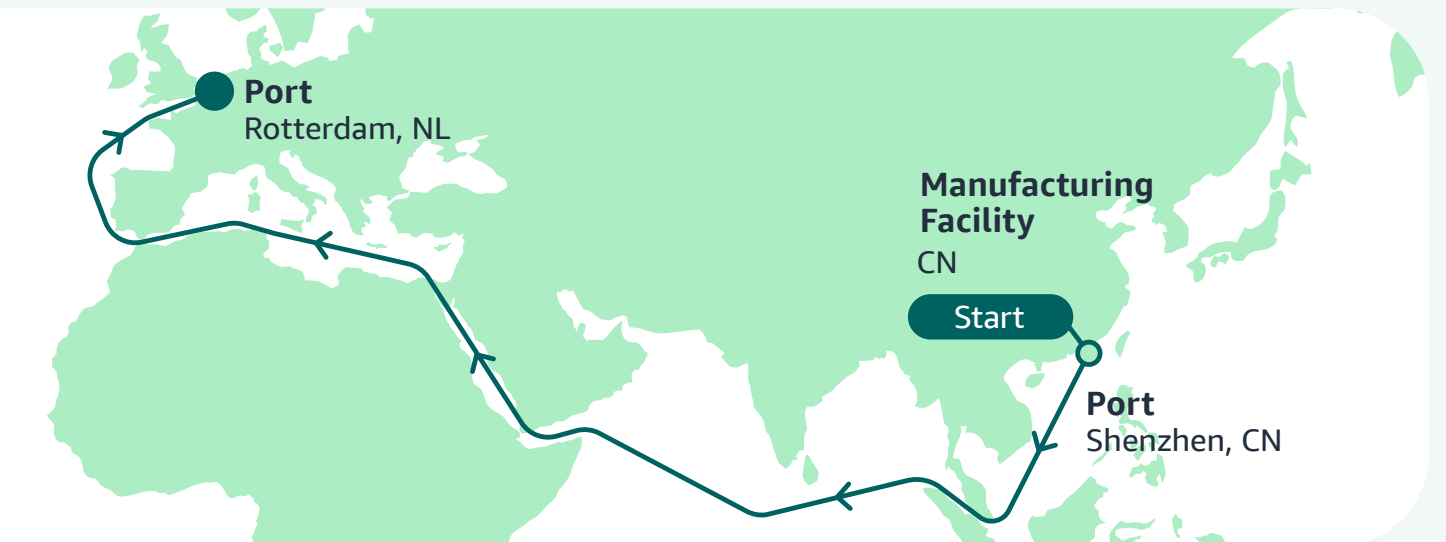 Port
Rotterdam, NL
Manufacturing
Facility
CN
Start
Port
Shenzhen, CN